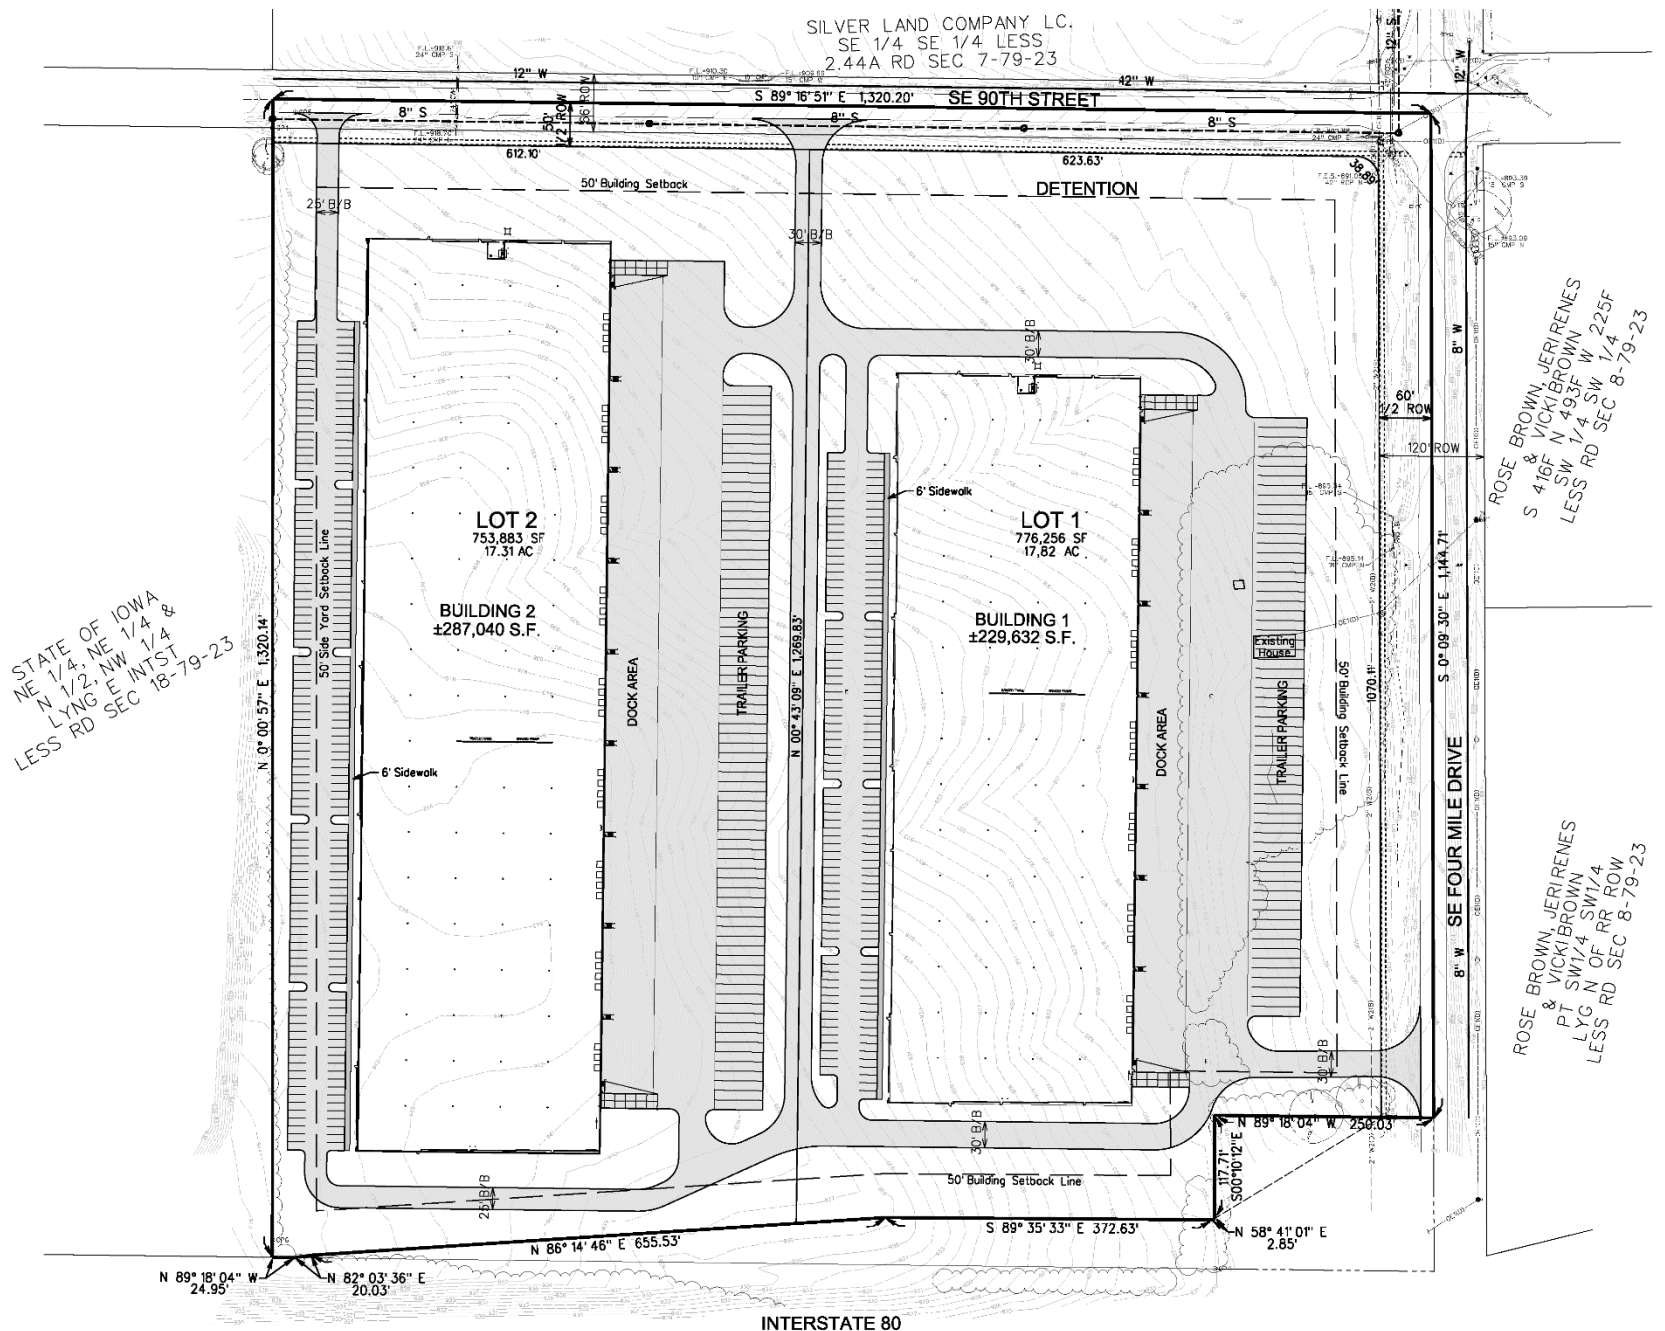 SILVER LAND COMPANY LC.
SE 1/4 SE 1/4 LESS
2.44A RD SEC 7-79-23
12" W
42" W
12" S
12" W
S 89° 16' 51" E 1,320.20'
SE 90TH STREET
56' ROW
50'
1/2 ROW
8" S
8" S
8" S
612.10'
623.63'
38.89'
50' Building Setback
DETENTION
25' B/B
30' B/B
30' B/B
8" W
60'
1/2 ROW
120' ROW
ROSE BROWN, JERIRENES
& VICKIBROWN
S 416F N 493F W 225F
SW 1/4 SW 1/4
LESS RD SEC 8-79-23
6' Sidewalk
LOT 2
753,883 SF
17.31 AC
LOT 1
776,256 SF
17,82 AC
50' Side Yard Setback Line
BUILDING 2
±287,040 S.F.
BUILDING 1
±229,632 S.F.
Existing
House
STATE OF IOWA
NE 1/4, NE 1/4 &
N 1/2, NW 1/4
LYNG E INTST
LESS RD SEC 18-79-23
N 0° 00' 57" E 1,320.14'
DOCK AREA
TRAILER PARKING
N 00° 43' 09" E 1,269.83'
DOCK AREA
TRAILER PARKING
50' Building Setback Line
1070.11'
S 0° 09' 30" E 1,144.71'
6' Sidewalk
SE FOUR MILE DRIVE
8" W
ROSE BROWN, JERIRENES
& VICKIBROWN
PT SW1/4 SW1/4
LYG N OF RR ROW
LESS RD SEC 8-79-23
30' B/B
30' B/B
N 89° 18' 04" W 250.03'
117.71'
S00°10'12"E
25' B/B
50' Building Setback Line
S 89° 35' 33" E 372.63'
N 58° 41' 01" E
2.85'
N 86° 14' 46" E 655.53'
N 89° 18' 04" W
24.95'
N 82° 03' 36" E
20.03'
INTERSTATE 80